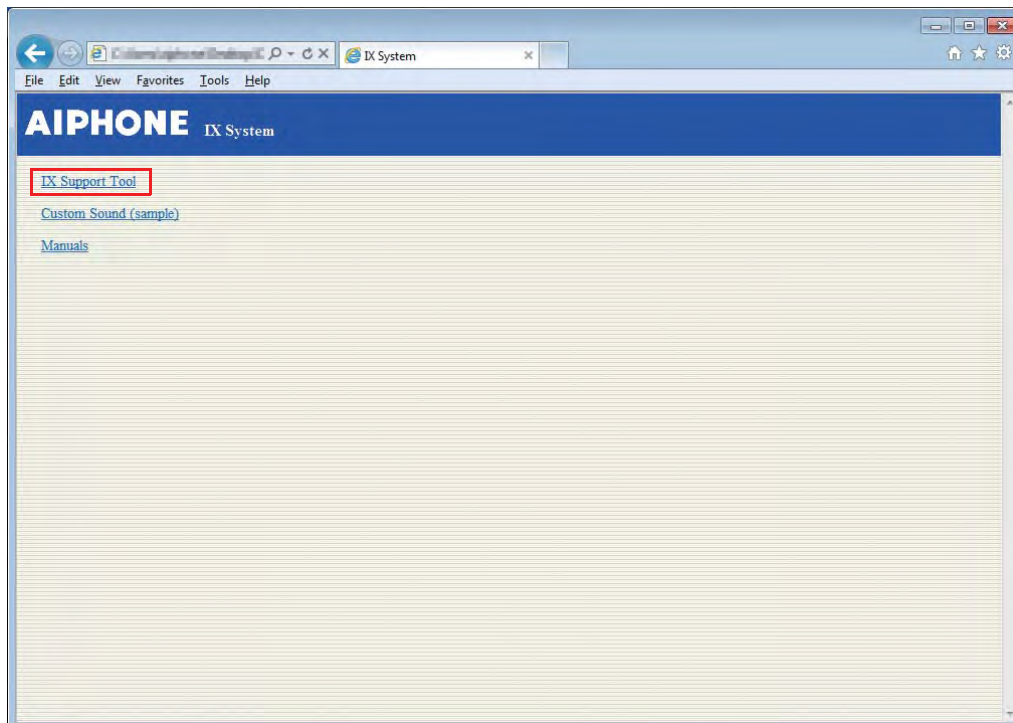 IX System
File Edit View Favorites Tools Help
AIPHONE IX System
IX Support Tool
Custom Sound (sample)
Manuals